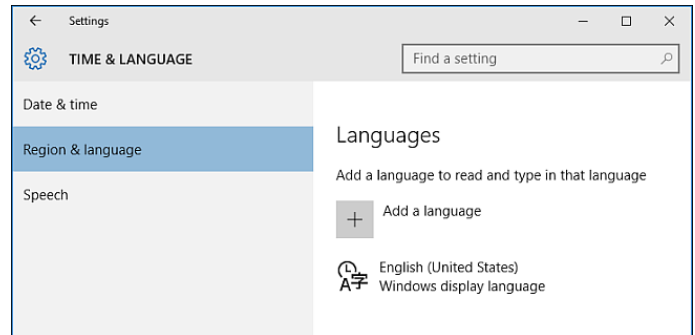 Settings
TIME & LANGUAGE
Find a setting
Date & time
Region & language
Speech
Languages
Add a language to read and type in that language
Add a language
English (United States)
Windows display language